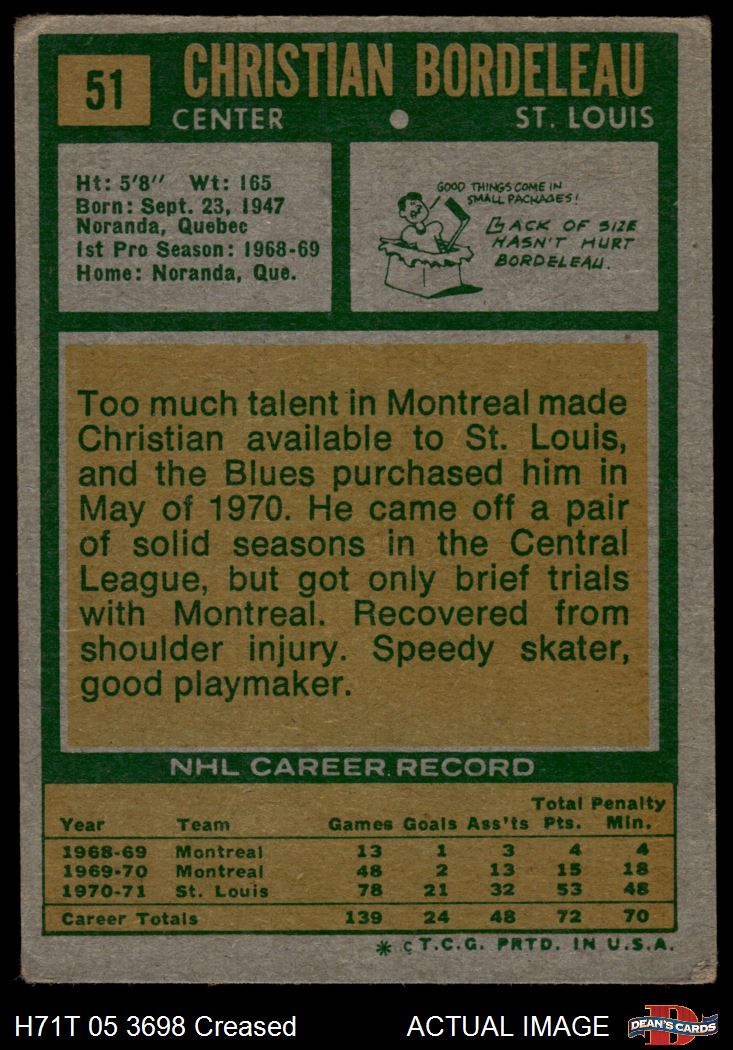 51
CHRISTIAN BORDELEAU
CENTER ST. LOUIS
Ht: 5'8" Wt: 165
Born: Sept. 23, 1947
Noranda, Quebec
1st Pro Season: 1968-69
Home: Noranda, Que.
GOOD THINGS COME IN
SMALL PACKAGES!
LACK OF SIZE
HASN'T HURT
BORDELEAU.
Too much talent in Montreal made
Christian available to St. Louis,
and the Blues purchased him in
May of 1970. He came off a pair
of solid seasons in the Central
League, but got only brief trials
with Montreal. Recovered from
shoulder injury. Speedy skater,
good playmaker.
NHL CAREER RECORD
Total Penalty
Year Team Games Goals Ass'ts Pts. Min.
1968-69 Montreal 13 1 3 4 4
1969-70 Montreal 48 2 13 15 18
1970-71 St. Louis 78 21 32 53 48
Career Totals 139 24 48 72 70
* © T.C.G. PRTD. IN U.S.A.
H71T 05 3698 Creased ACTUAL IMAGE
DEAN'S CARDS